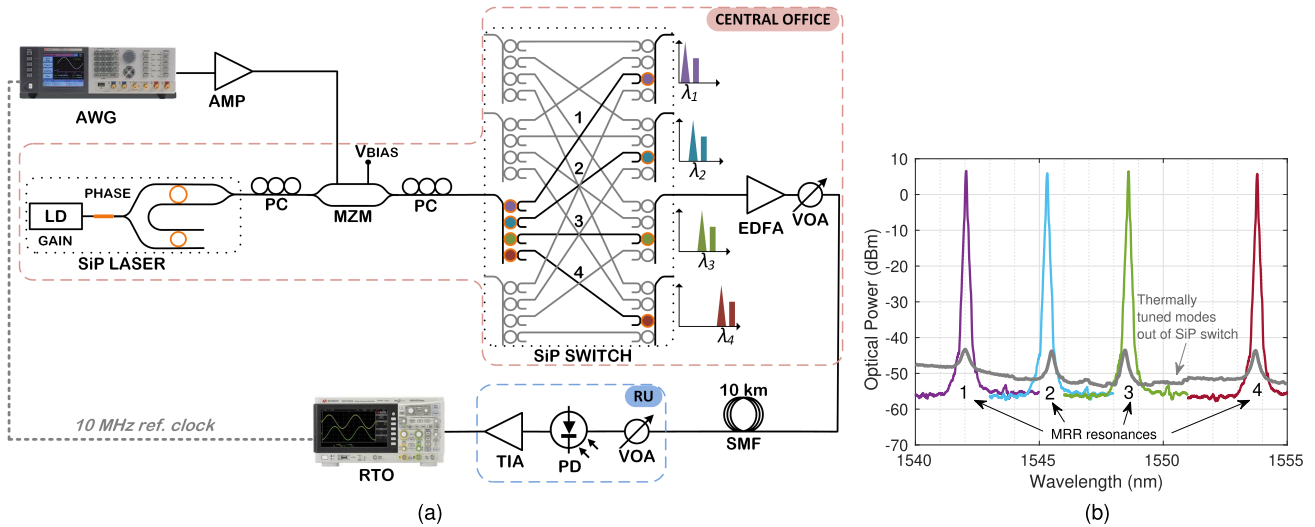 CENTRAL OFFICE
AWG
AMP
λ1
1
VBIAS
2
λ2
PHASE
LD
GAIN
PC
MZM
PC
3
EDFA
VOA
SiP LASER
λ3
4
λ4
SiP SWITCH
10 MHz ref. clock
RTO
RU
TIA
PD
VOA
10 km
SMF
(a)
Optical Power (dBm)
10
0
-10
-20
-30
-40
-50
-60
-70
Thermally
tuned modes
out of SiP switch
1
2
3
4
MRR resonances
1540
1545
1550
1555
Wavelength (nm)
(b)